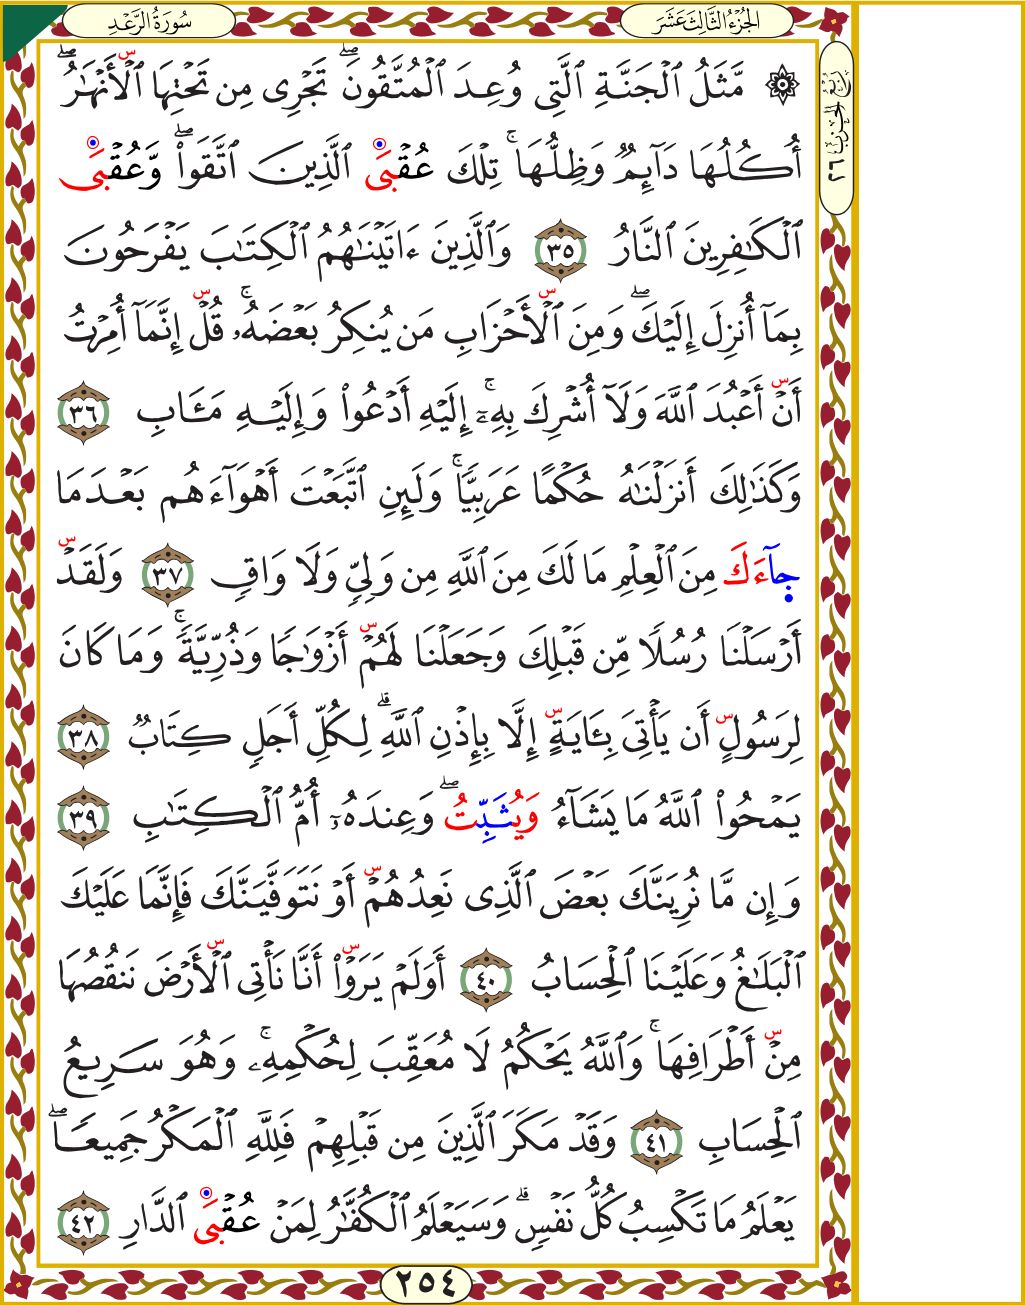 سُورَةُ الرَّعْدِ
الجُزْءُ الثَّالِثَ عَشَرَ
رُبْعُ الحِزْبِ ٢٦
۞ مَّثَلُ ٱلْجَنَّةِ ٱلَّتِى وُعِدَ ٱلْمُتَّقُونَۖ تَجْرِى مِن تَحْتِهَا ٱلْأَنْهَٰرُۖ
أُكُلُهَا دَآئِمٌ وَظِلُّهَاۚ تِلْكَ عُقْبَى ٱلَّذِينَ ٱتَّقَوا۟ۖ وَّعُقْبَى
ٱلْكَٰفِرِينَ ٱلنَّارُ ٣٥ وَٱلَّذِينَ ءَاتَيْنَٰهُمُ ٱلْكِتَٰبَ يَفْرَحُونَ
بِمَآ أُنزِلَ إِلَيْكَۖ وَمِنَ ٱلْأَحْزَابِ مَن يُنكِرُ بَعْضَهُۥۚ قُلْ إِنَّمَآ أُمِرْتُ
أَنْ أَعْبُدَ ٱللَّهَ وَلَآ أُشْرِكَ بِهِۦٓۚ إِلَيْهِ أَدْعُوا۟ وَإِلَيْهِ مَـَٔابِ ٣٦
وَكَذَٰلِكَ أَنزَلْنَٰهُ حُكْمًا عَرَبِيًّاۚ وَلَئِنِ ٱتَّبَعْتَ أَهْوَآءَهُم بَعْدَمَا
جَآءَكَ مِنَ ٱلْعِلْمِ مَا لَكَ مِنَ ٱللَّهِ مِن وَلِىٍّ وَلَا وَاقٍ ٣٧ وَلَقَدْ
أَرْسَلْنَا رُسُلًا مِّن قَبْلِكَ وَجَعَلْنَا لَهُمْ أَزْوَٰجًا وَذُرِّيَّةًۚ وَمَا كَانَ
لِرَسُولٍ أَن يَأْتِىَ بِـَٔايَةٍ إِلَّا بِإِذْنِ ٱللَّهِۗ لِكُلِّ أَجَلٍ كِتَابٌ ٣٨
يَمْحُوا۟ ٱللَّهُ مَا يَشَآءُ وَيُثَبِّتُۖ وَعِندَهُۥٓ أُمُّ ٱلْكِتَٰبِ ٣٩
وَإِن مَّا نُرِيَنَّكَ بَعْضَ ٱلَّذِى نَعِدُهُمْ أَوْ نَتَوَفَّيَنَّكَ فَإِنَّمَا عَلَيْكَ
ٱلْبَلَٰغُ وَعَلَيْنَا ٱلْحِسَابُ ٤٠ أَوَلَمْ يَرَوْا۟ أَنَّا نَأْتِى ٱلْأَرْضَ نَنقُصُهَا
مِنْ أَطْرَافِهَاۚ وَٱللَّهُ يَحْكُمُ لَا مُعَقِّبَ لِحُكْمِهِۦۚ وَهُوَ سَرِيعُ
ٱلْحِسَابِ ٤١ وَقَدْ مَكَرَ ٱلَّذِينَ مِن قَبْلِهِمْ فَلِلَّهِ ٱلْمَكْرُ جَمِيعًاۖ
يَعْلَمُ مَا تَكْسِبُ كُلُّ نَفْسٍۗ وَسَيَعْلَمُ ٱلْكُفَّٰرُ لِمَنْ عُقْبَى ٱلدَّارِ ٤٢
٢٥٤